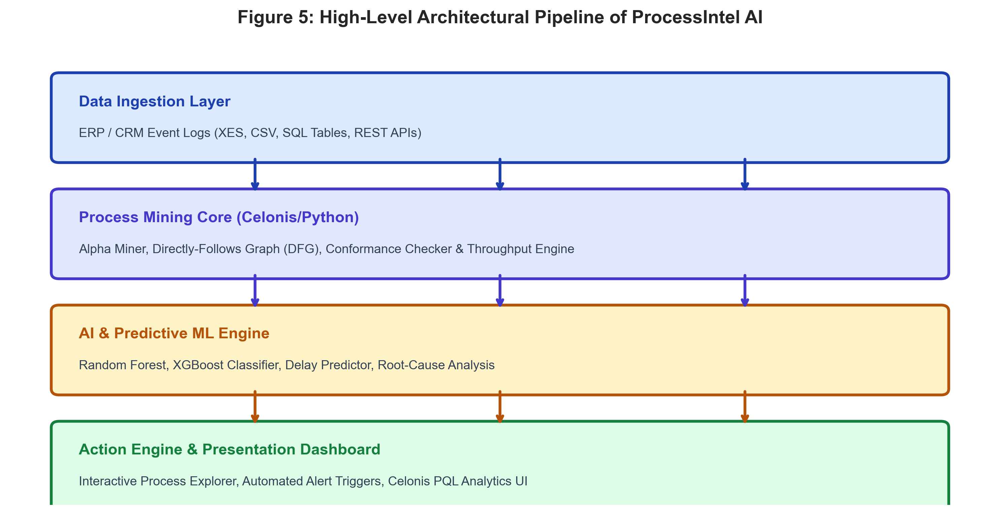 Figure 5: High-Level Architectural Pipeline of ProcessIntel AI
Data Ingestion Layer
ERP / CRM Event Logs (XES, CSV, SQL Tables, REST APIs)
Process Mining Core (Celonis/Python)
Alpha Miner, Directly-Follows Graph (DFG), Conformance Checker & Throughput Engine
AI & Predictive ML Engine
Random Forest, XGBoost Classifier, Delay Predictor, Root-Cause Analysis
Action Engine & Presentation Dashboard
Interactive Process Explorer, Automated Alert Triggers, Celonis PQL Analytics UI